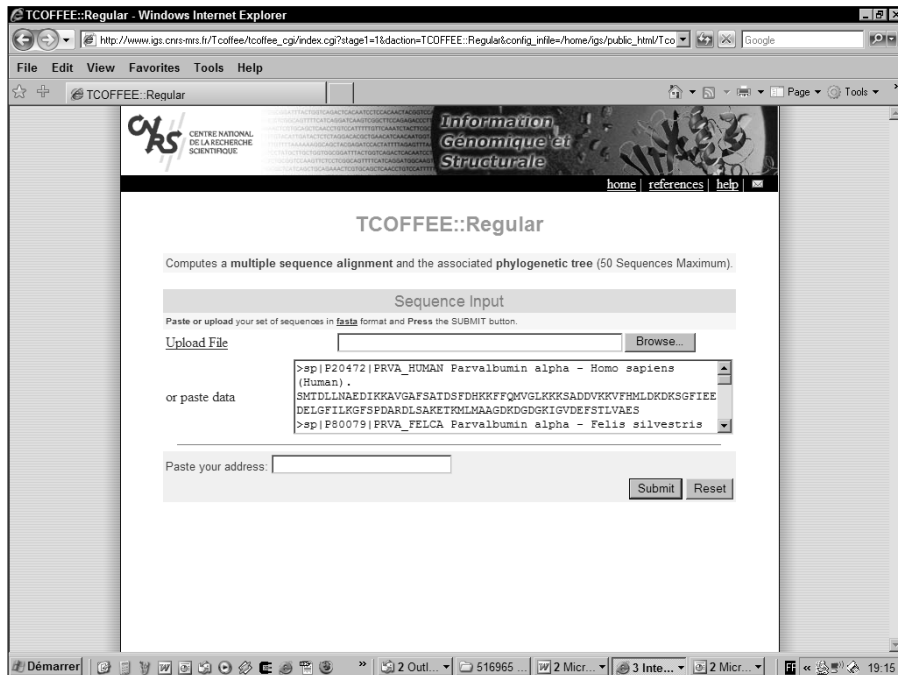 TCOFFEE::Regular - Windows Internet Explorer
http://www.igs.cnrs-mrs.fr/Tcoffee/tcoffee_cgi/index.cgi?stage1=1&daction=TCOFFEE::Regular&config_infile=/home/igs/public_html/Tco
Google
File Edit View Favorites Tools Help
TCOFFEE::Regular
Page Tools
CNRS
CENTRE NATIONAL
DE LA RECHERCHE
SCIENTIFIQUE
Information
Génomique et
Structurale
home | references | help |
TCOFFEE::Regular
Computes a multiple sequence alignment and the associated phylogenetic tree (50 Sequences Maximum).
Sequence Input
Paste or upload your set of sequences in fasta format and Press the SUBMIT button.
Upload File
Browse...
or paste data
>sp|P20472|PRVA_HUMAN Parvalbumin alpha - Homo sapiens
(Human).
SMTDLLNAEDIKKAVGAFSATDSFDHKKFFQMVGLKKKSADDVKKVFHMLDKDKSGFIEE
DELGFILKGFSPDARDLSAKETKMLMAAGDKDGDGKIGVDEFSTLVAES
>sp|P80079|PRVA_FELCA Parvalbumin alpha - Felis silvestris
Paste your address:
Submit Reset
Démarrer
»
2 Outl...
516965 ...
2 Micr...
3 Inte...
2 Micr...
«
19:15